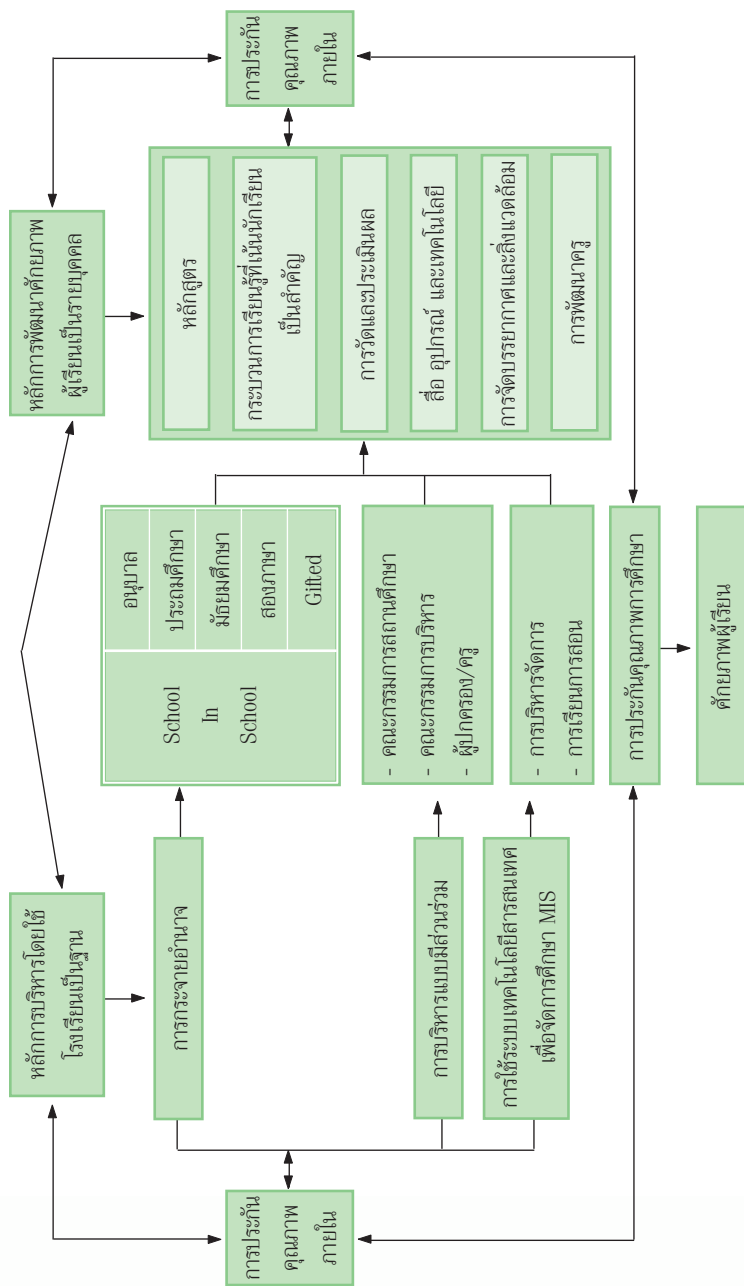 หลักการบริหารโดยใช้
โรงเรียนเป็นฐาน
หลักการพัฒนาศักยภาพ
ผู้เรียนเป็นรายบุคคล
การประกัน
คุณภาพ
ภายใน
การกระจายอำนาจ
School
In
School
อนุบาล
ประถมศึกษา
มัธยมศึกษา
สองภาษา
Gifted
หลักสูตร
กระบวนการเรียนรู้ที่เน้นนักเรียน
เป็นสำคัญ
การวัดและประเมินผล
สื่อ อุปกรณ์ และเทคโนโลยี
การจัดบรรยากาศและสิ่งแวดล้อม
การพัฒนาครู
การประกัน
คุณภาพ
ภายใน
การบริหารแบบมีส่วนร่วม
- คณะกรรมการสถานศึกษา
- คณะกรรมการบริหาร
- ผู้ปกครอง/ครู
การใช้ระบบเทคโนโลยีสารสนเทศ
เพื่อจัดการศึกษา MIS
- การบริหารจัดการ
- การเรียนการสอน
การประกันคุณภาพการศึกษา
ศักยภาพผู้เรียน